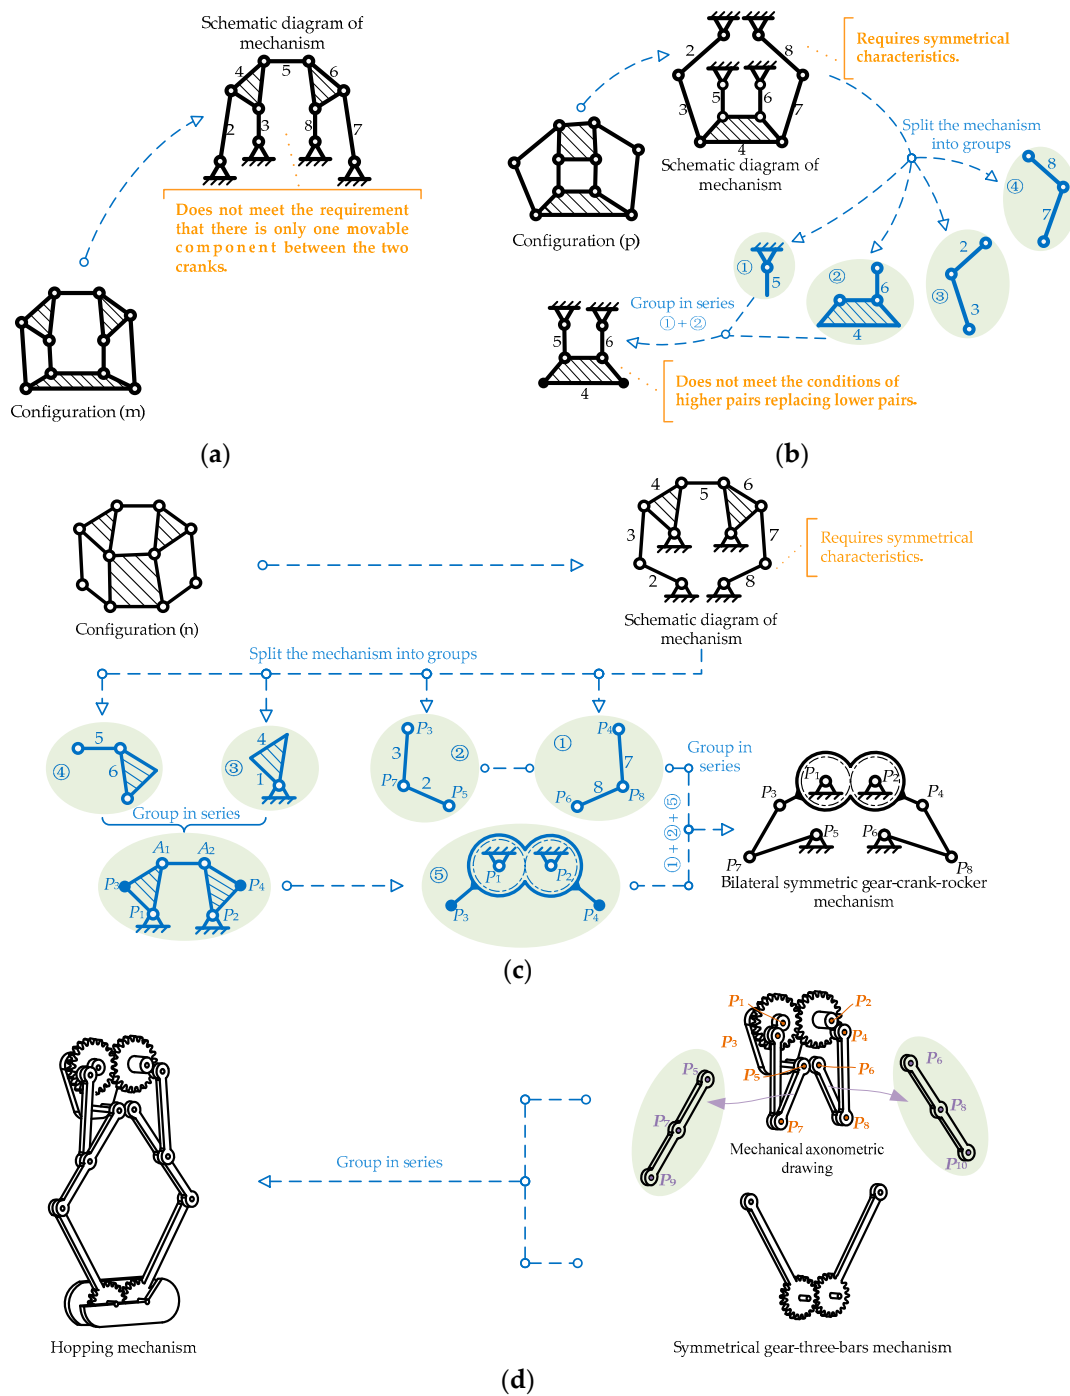 Schematic diagram of
mechanism
4
5
6
2
3
8
7
Does not meet the requirement
that there is only one movable
component between the two
cranks.
Configuration (m)
(a)
2
8
Requires symmetrical
characteristics.
5
6
3
7
4
Schematic diagram of
mechanism
Configuration (p)
Split the mechanism
into groups
④
8
7
①
5
②
6
4
2
③
3
Group in series
①+②
5
6
4
Does not meet the conditions of
higher pairs replacing lower pairs.
(b)
4
5
6
3
7
2
8
Requires symmetrical
characteristics.
Configuration (n)
Schematic diagram of
mechanism
Split the mechanism into groups
5
6
④
4
③
1
P3
3
②
P7
2
P5
P4
①
7
P6
8
P8
Group in
series
Group in series
A1
A2
P3
P4
P1
P2
⑤
P1
P2
P3
P4
①+②+⑤
P1
P2
P3
P4
P5
P6
P7
P8
Bilateral symmetric gear-crank-rocker
mechanism
(c)
P1
P2
P3
P4
P5
P6
P7
P8
P5
P7
P9
P6
P8
P10
Mechanical axonometric
drawing
Group in series
Hopping mechanism
Symmetrical gear-three-bars mechanism
(d)